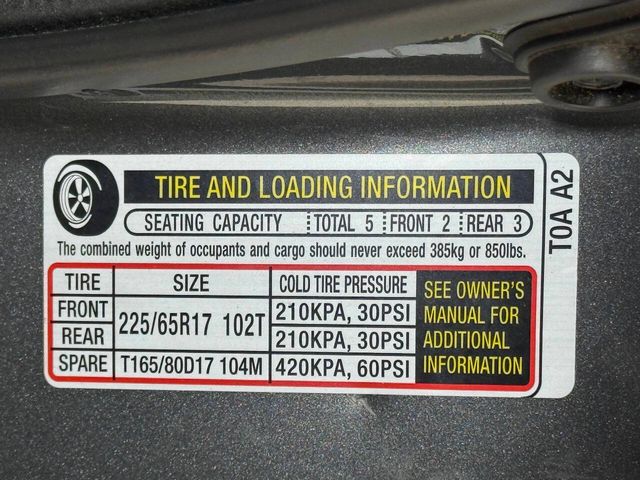 TIRE AND LOADING INFORMATION
SEATING CAPACITY TOTAL 5 FRONT 2 REAR 3
The combined weight of occupants and cargo should never exceed 385kg or 850lbs.
TIRE SIZE COLD TIRE PRESSURE
FRONT 225/65R17 102T 210KPA, 30PSI
REAR 210KPA, 30PSI
SPARE T165/80D17 104M 420KPA, 60PSI
SEE OWNER'S
MANUAL FOR
ADDITIONAL
INFORMATION
T0A A2